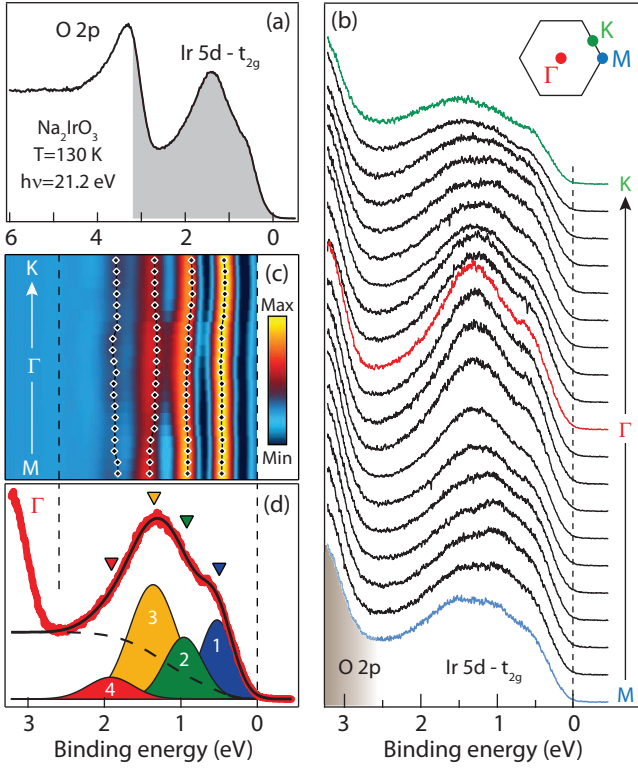 (a)
O 2p
Ir 5d - t2g
Na2IrO3
T=130 K
hν=21.2 eV
6 4 2 0
(c)
K
Γ
M
Max
Min
(d)
Γ
3
1
2
4
3 2 1 0
Binding energy (eV)
(b)
K
Γ
M
K
Γ
M
O 2p
Ir 5d - t2g
3 2 1 0
Binding energy (eV)